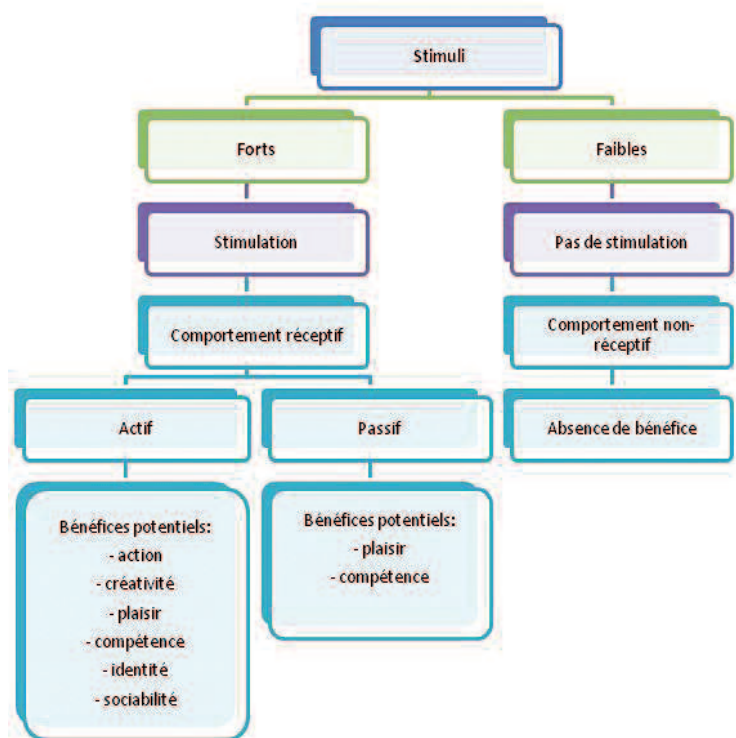 Stimuli
Forts
Faibles
Stimulation
Pas de stimulation
Comportement réceptif
Comportement non-
réceptif
Actif
Passif
Absence de bénéfice
Bénéfices potentiels:
- action
- créativité
- plaisir
- compétence
- identité
- sociabilité
Bénéfices potentiels:
- plaisir
- compétence